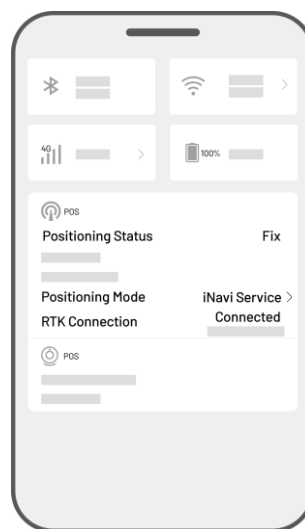 4G
100%
POS
Positioning Status Fix
Positioning Mode iNavi Service >
RTK Connection Connected
POS